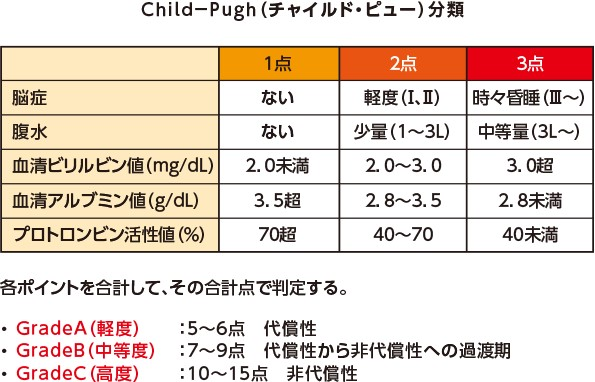 Child−Pugh（チャイルド・ピュー）分類
1点 2点 3点
脳症 ない 軽度（Ⅰ、Ⅱ） 時々昏睡（Ⅲ〜）
腹水 ない 少量（1〜3L） 中等量（3L〜）
血清ビリルビン値（mg/dL） 2.0未満 2.0〜3.0 3.0超
血清アルブミン値（g/dL） 3.5超 2.8〜3.5 2.8未満
プロトロンビン活性値（%） 70超 40〜70 40未満
各ポイントを合計して、その合計点で判定する。
・ GradeA（軽度） ：5〜6点 代償性
・ GradeB（中等度） ：7〜9点 代償性から非代償性への過渡期
・ GradeC（高度） ：10〜15点 非代償性